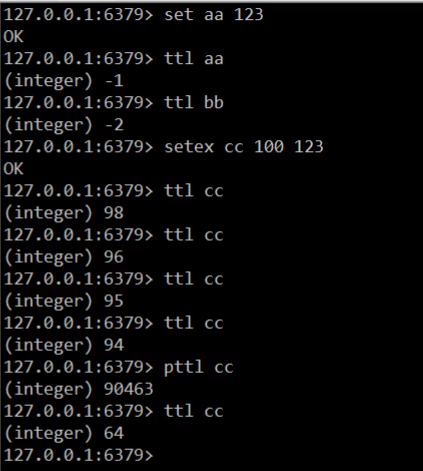 127.0.0.1:6379> set aa 123
OK
127.0.0.1:6379> ttl aa
(integer) -1
127.0.0.1:6379> ttl bb
(integer) -2
127.0.0.1:6379> setex cc 100 123
OK
127.0.0.1:6379> ttl cc
(integer) 98
127.0.0.1:6379> ttl cc
(integer) 96
127.0.0.1:6379> ttl cc
(integer) 95
127.0.0.1:6379> ttl cc
(integer) 94
127.0.0.1:6379> pttl cc
(integer) 90463
127.0.0.1:6379> ttl cc
(integer) 64
127.0.0.1:6379>